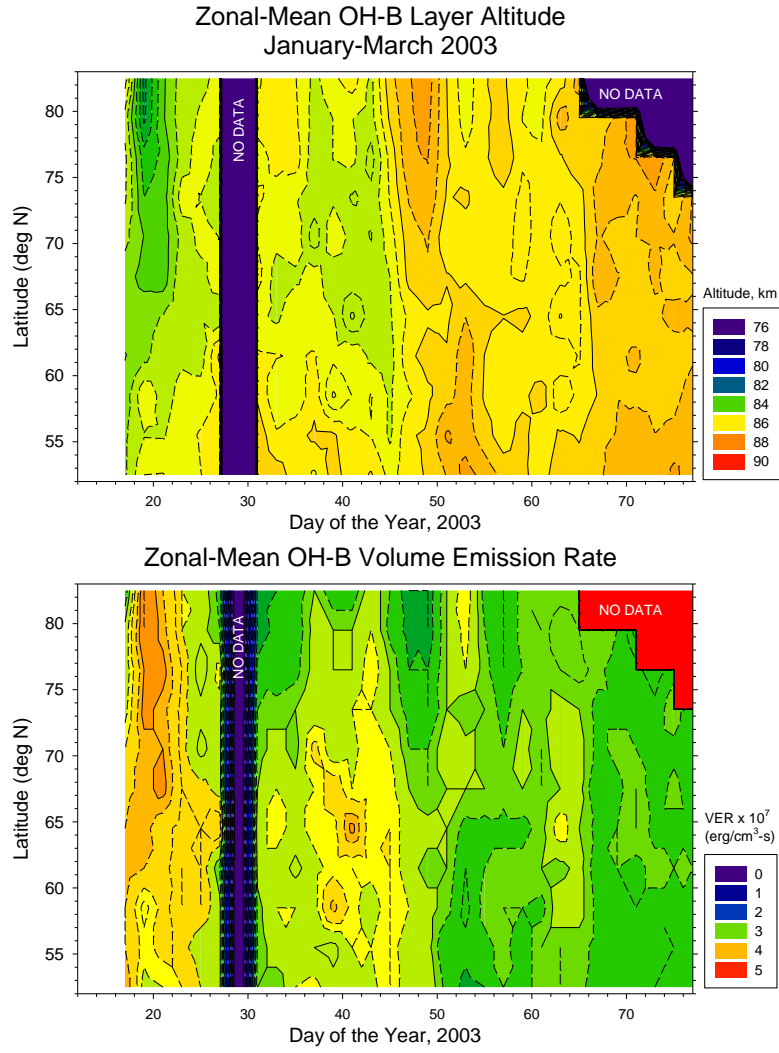 Zonal-Mean OH-B Layer Altitude
January-March 2003
NO DATA
NO DATA
80
75
70
65
60
55
Latitude (deg N)
20 30 40 50 60 70
Day of the Year, 2003
Altitude, km
76
78
80
82
84
86
88
90
Zonal-Mean OH-B Volume Emission Rate
NO DATA
NO DATA
80
75
70
65
60
55
Latitude (deg N)
20 30 40 50 60 70
Day of the Year, 2003
VER x 10⁷
(erg/cm³-s)
0
1
2
3
4
5